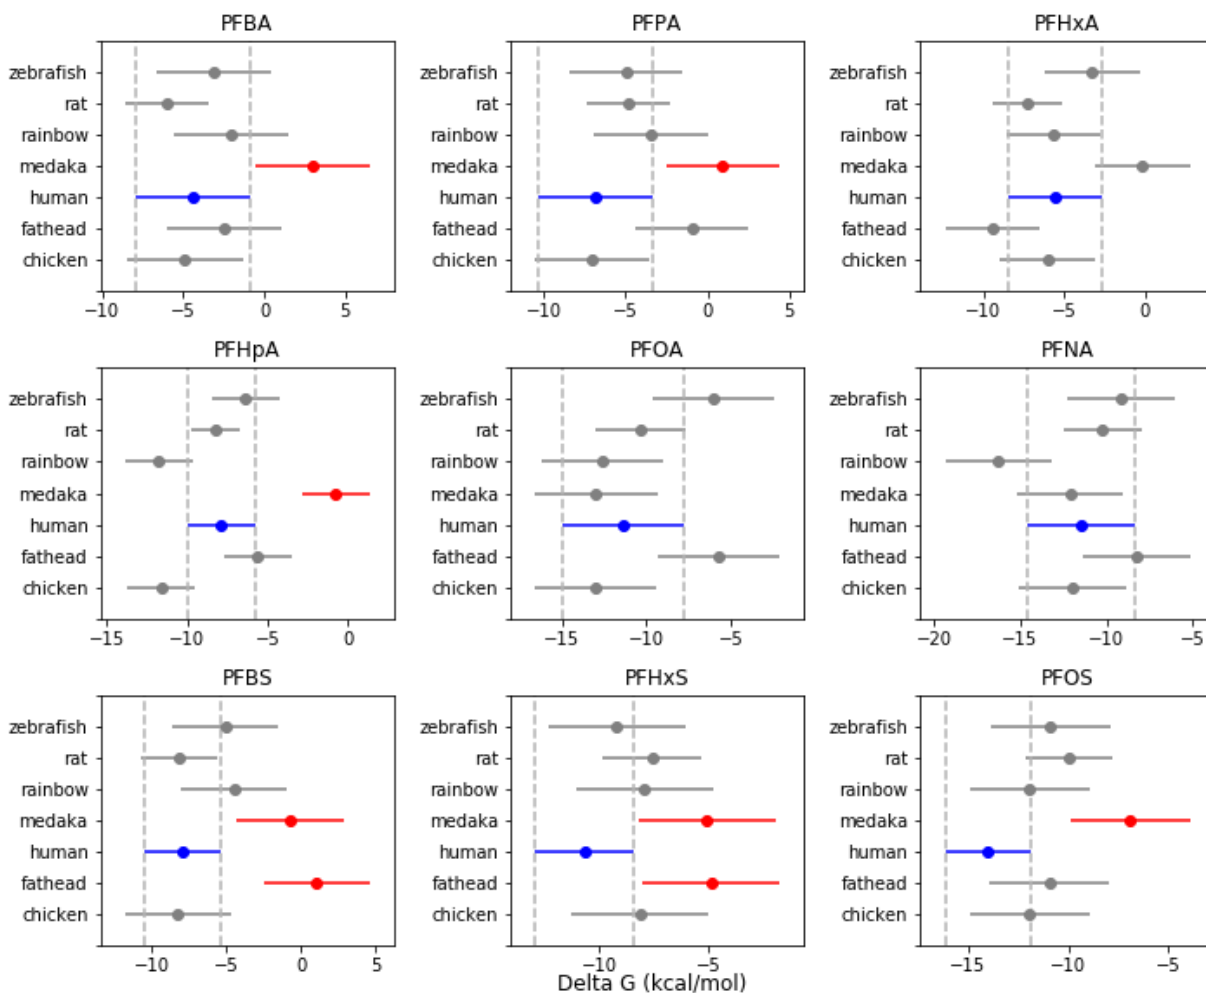 PFBA PFPA PFHxA
zebrafish zebrafish zebrafish
rat rat rat
rainbow rainbow rainbow
medaka medaka medaka
human human human
fathead fathead fathead
chicken chicken chicken
−10 −5 0 5 −10 −5 0 5 −10 −5 0
PFHpA PFOA PFNA
zebrafish zebrafish zebrafish
rat rat rat
rainbow rainbow rainbow
medaka medaka medaka
human human human
fathead fathead fathead
chicken chicken chicken
−15 −10 −5 0 −15 −10 −5 −20 −15 −10 −5
PFBS PFHxS PFOS
zebrafish zebrafish zebrafish
rat rat rat
rainbow rainbow rainbow
medaka medaka medaka
human human human
fathead fathead fathead
chicken chicken chicken
−10 −5 0 5 −10 −5 −15 −10 −5
Delta G (kcal/mol)